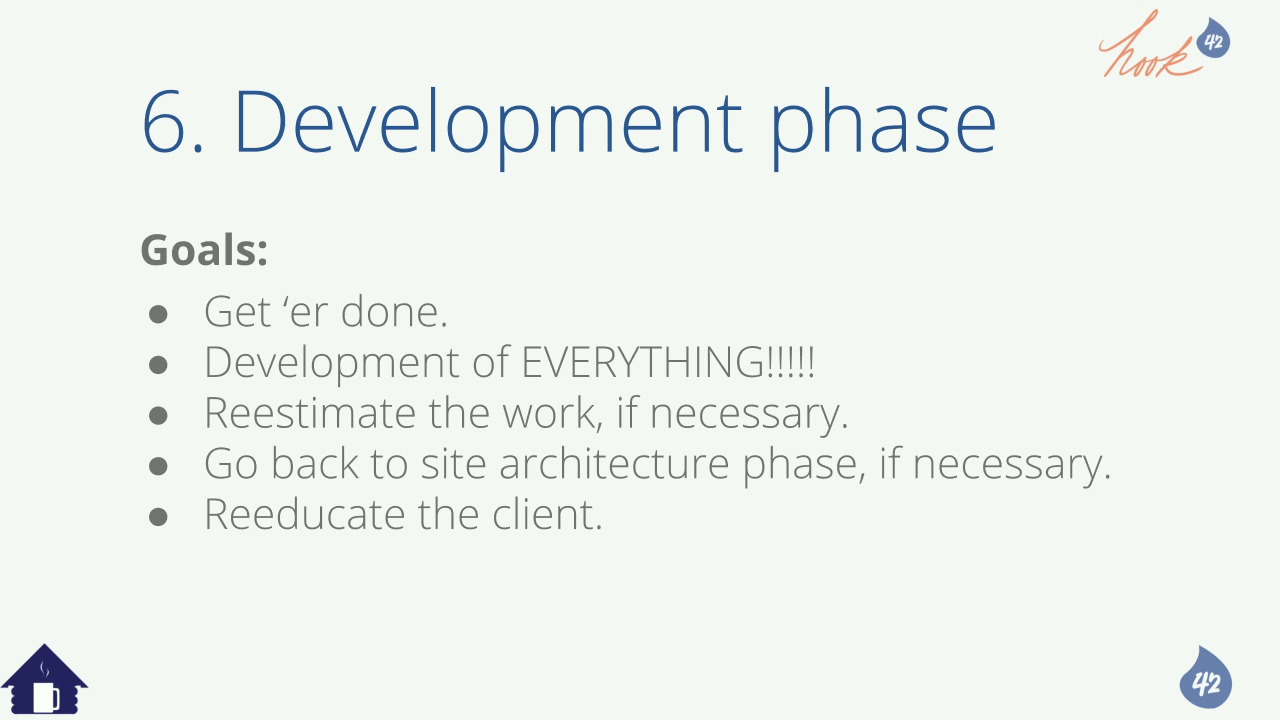 hook 42
6. Development phase
Goals:
● Get ‘er done.
● Development of EVERYTHING!!!!!
● Reestimate the work, if necessary.
● Go back to site architecture phase, if necessary.
● Reeducate the client.
42